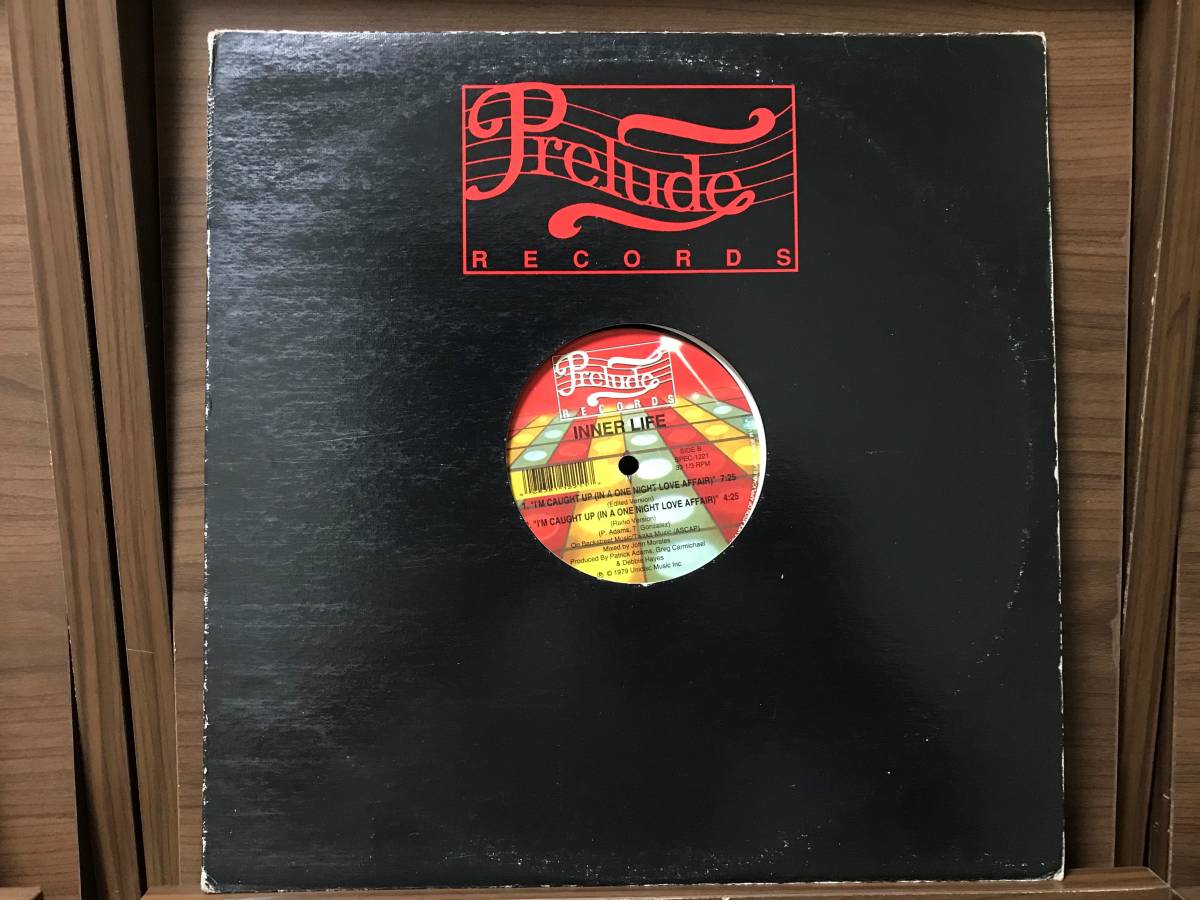 Prelude
RECORDS
Prelude
RECORDS
INNER LIFE
SIDE B
SPEC-1221
33 1/3 RPM
1. "I'M CAUGHT UP (IN A ONE NIGHT LOVE AFFAIR)" 7:25
(Edited Version)
"I'M CAUGHT UP (IN A ONE NIGHT LOVE AFFAIR)" 4:25
(Radio Version)
(P. Adams, T. Gonzalez)
Music (ASCAP)
Mixed by John Morales
Produced By Patrick Adams, Greg Carmichael
& Debbie Hayes
℗ © 1979 Unidisc Music Inc.